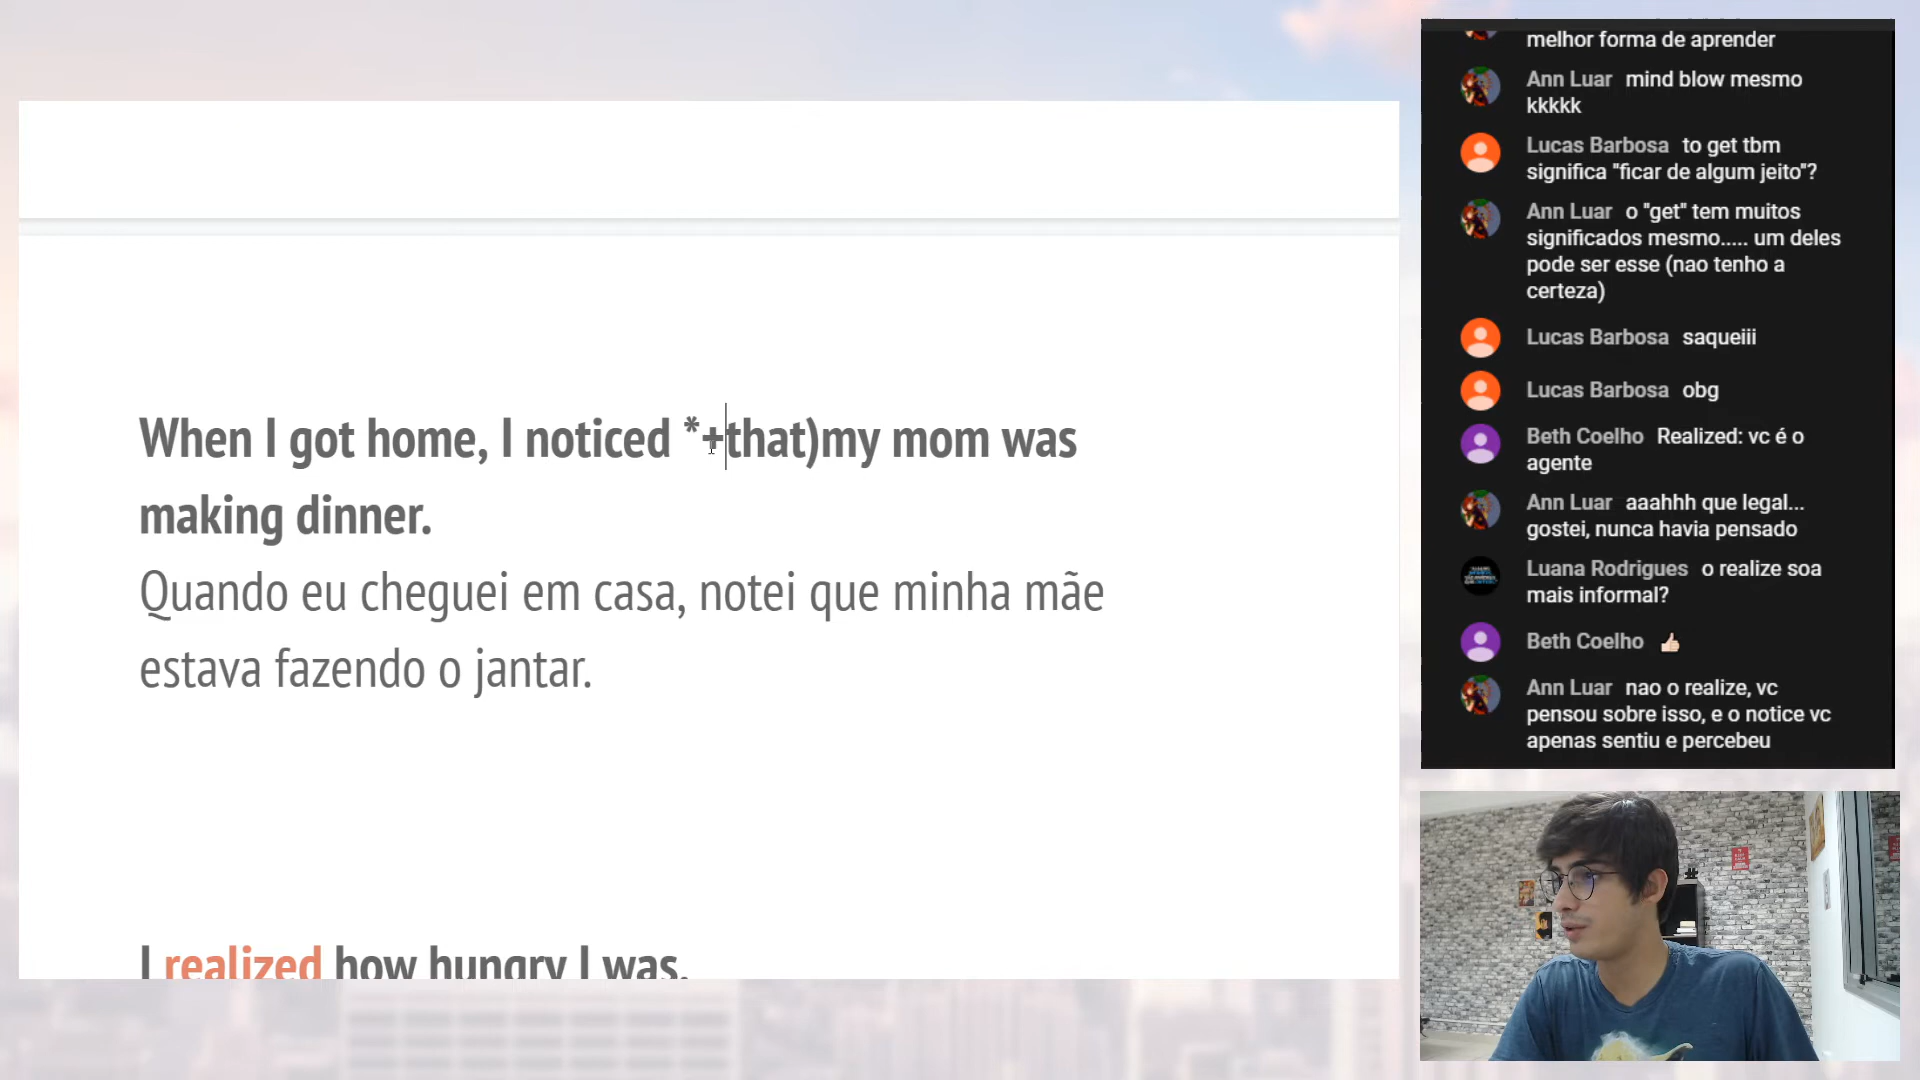 When I got home, I noticed *+that)my mom was
making dinner.
Quando eu cheguei em casa, notei que minha mãe
estava fazendo o jantar.
I realized how hungry I was.
melhor forma de aprender
Ann Luar mind blow mesmo
kkkkk
Lucas Barbosa to get tbm
significa "ficar de algum jeito"?
Ann Luar o "get" tem muitos
significados mesmo..... um deles
pode ser esse (nao tenho a
certeza)
Lucas Barbosa saqueiii
Lucas Barbosa obg
Beth Coelho Realized: vc é o
agente
Ann Luar aaahhh que legal...
gostei, nunca havia pensado
Luana Rodrigues o realize soa
mais informal?
Beth Coelho 👍🏻
Ann Luar nao o realize, vc
pensou sobre isso, e o notice vc
apenas sentiu e percebeu